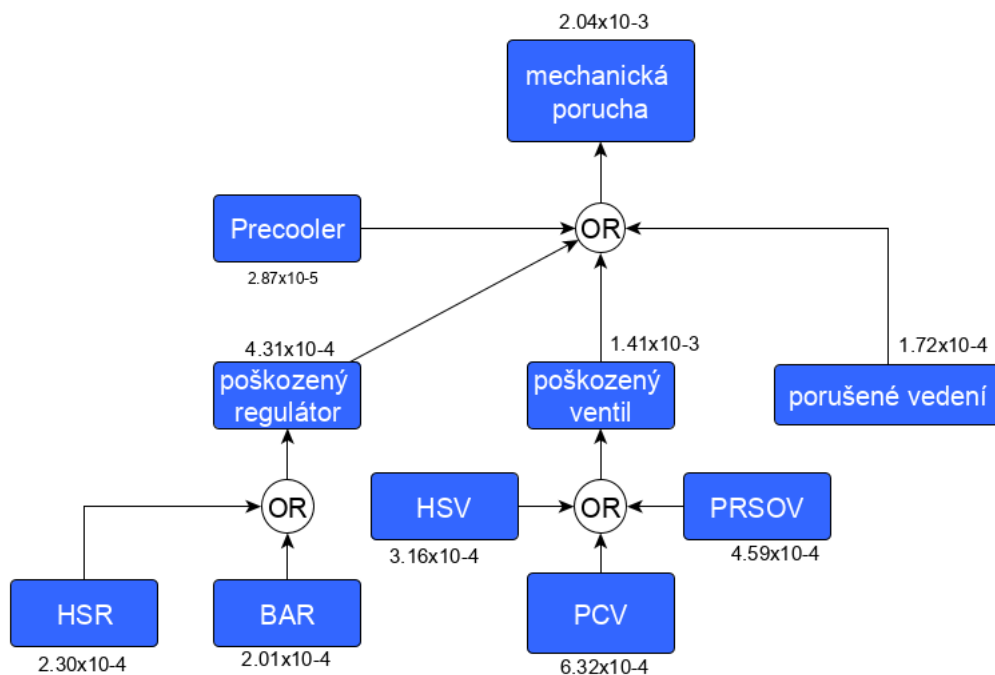 2.04x10-3
mechanická
porucha
Precooler
OR
2.87x10-5
4.31x10-4
1.41x10-3
1.72x10-4
poškozený
regulátor
poškozený
ventil
porušené vedení
OR
HSV
OR
PRSOV
3.16x10-4
4.59x10-4
HSR
BAR
PCV
2.30x10-4
2.01x10-4
6.32x10-4